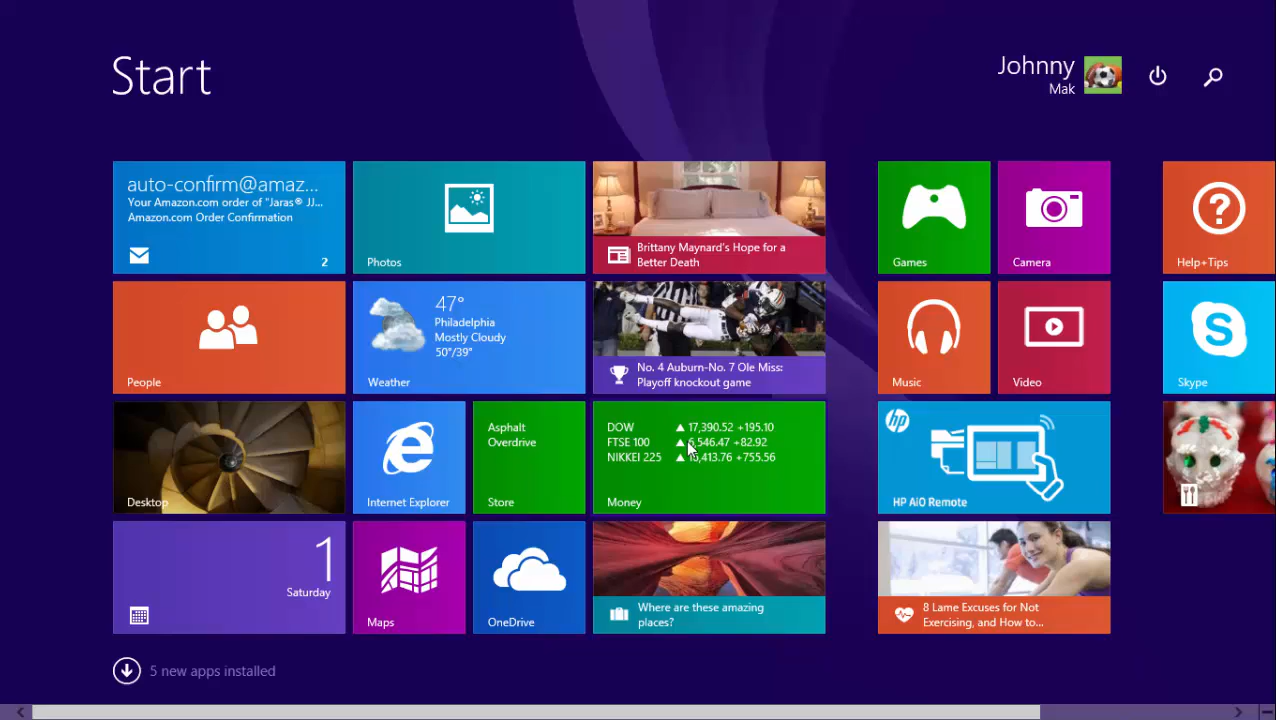 Start
Johnny
Mak
auto-confirm@amaz...
Your Amazon.com order of "Jaras® JJ...
Amazon.com Order Confirmation
2
Photos
Brittany Maynard's Hope for a
Better Death
Games
Camera
Help+Tips
People
47°
Philadelphia
Mostly Cloudy
50°/39°
Weather
No. 4 Auburn-No. 7 Ole Miss:
Playoff knockout game
Music
Video
Skype
Desktop
Internet Explorer
Asphalt
Overdrive
Store
DOW ▲ 17,390.52 +195.10
FTSE 100 ▲ 6,546.47 +82.92
NIKKEI 225 ▲ 16,413.76 +755.56
Money
hp
HP AiO Remote
1
Saturday
Maps
OneDrive
Where are these amazing
places?
8 Lame Excuses for Not
Exercising, and How to...
5 new apps installed